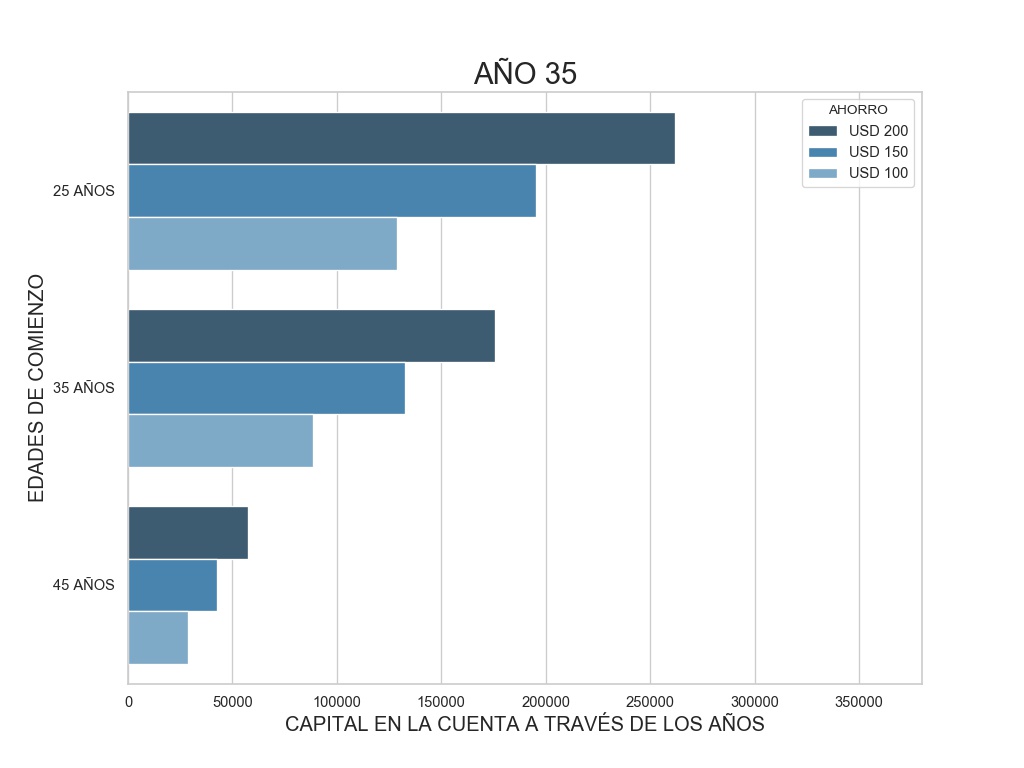 AÑO 35
AHORRO
USD 200
USD 150
USD 100
EDADES DE COMIENZO
25 AÑOS
35 AÑOS
45 AÑOS
0 50000 100000 150000 200000 250000 300000 350000
CAPITAL EN LA CUENTA A TRAVÉS DE LOS AÑOS